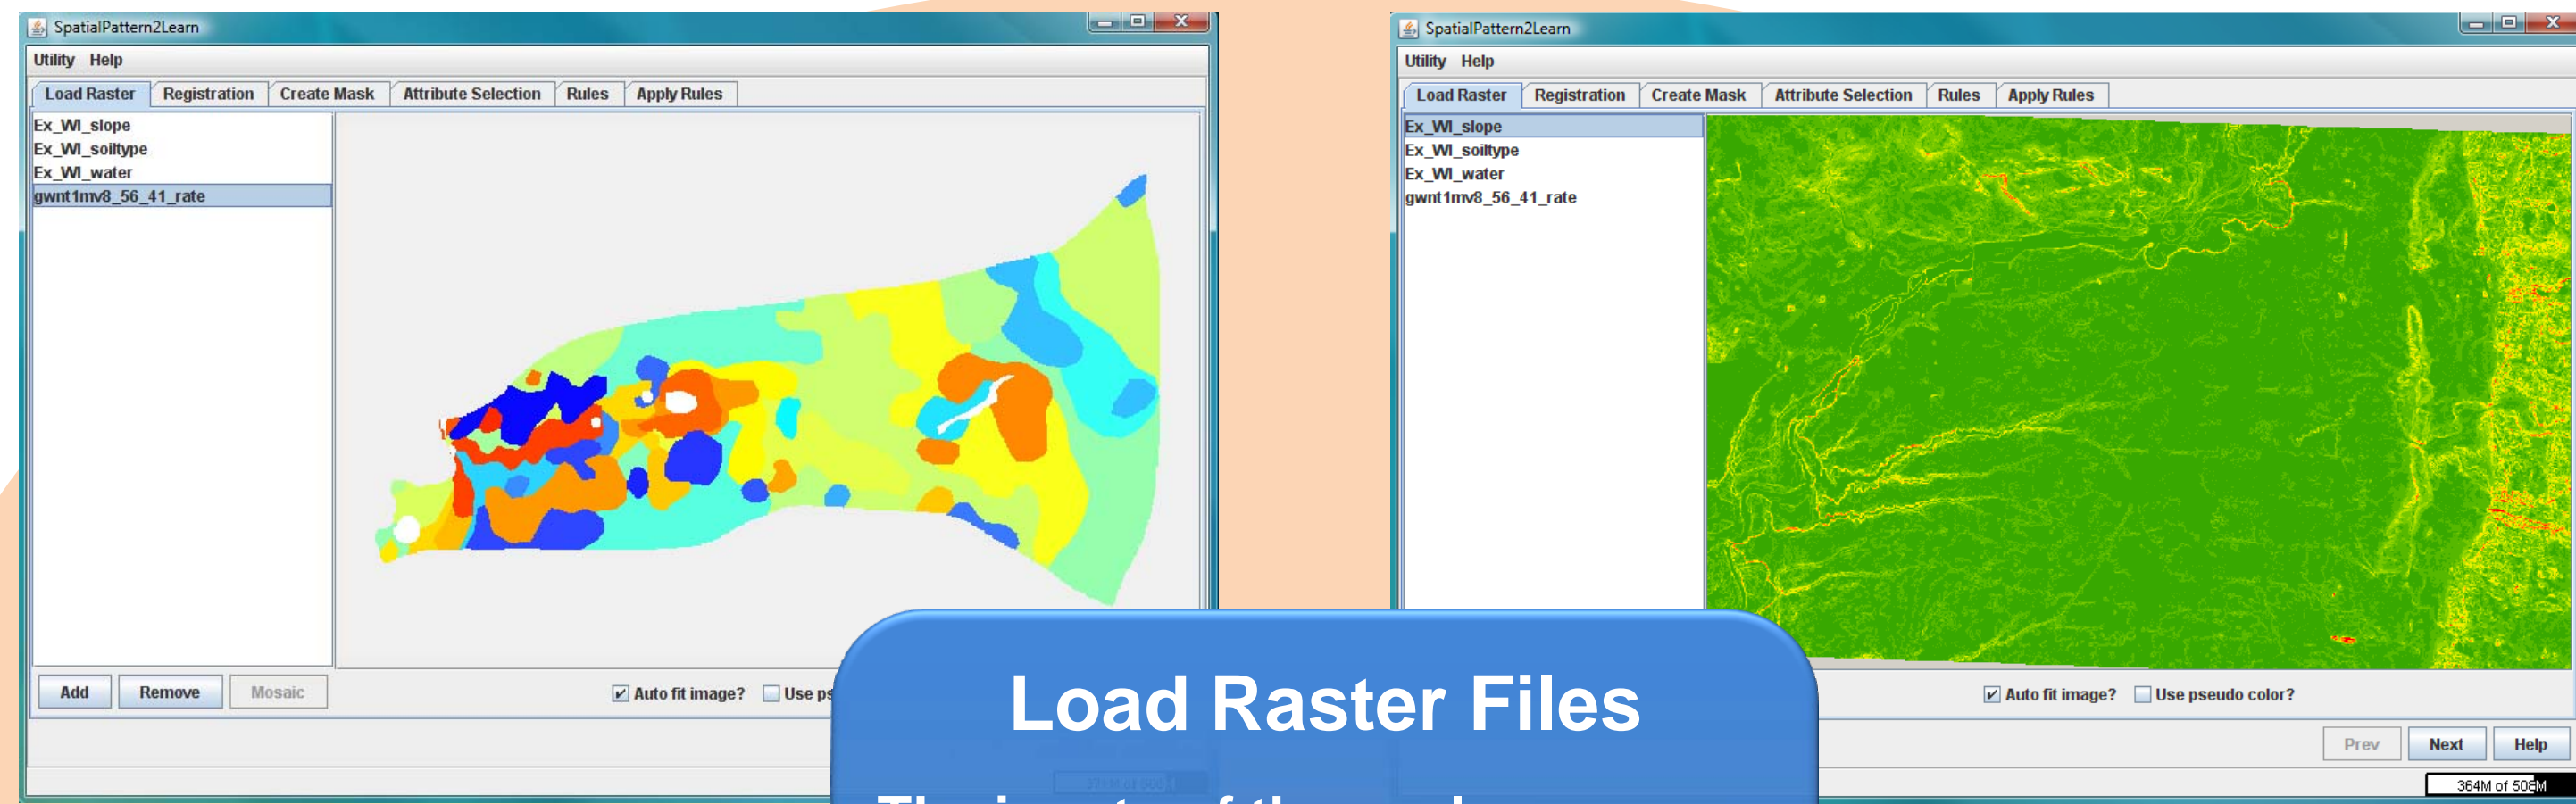 SpatialPattern2Learn
Utility Help
Load Raster Registration Create Mask Attribute Selection Rules Apply Rules
Ex_WI_slope
Ex_WI_soiltype
Ex_WI_water
gwnt1mv8_56_41_rate
Add Remove Mosaic
Auto fit image? Use ps
SpatialPattern2Learn
Utility Help
Load Raster Registration Create Mask Attribute Selection Rules Apply Rules
Ex_WI_slope
Ex_WI_soiltype
Ex_WI_water
gwnt1mv8_56_41_rate
Auto fit image? Use pseudo color?
Prev Next Help
364M of 508M
Load Raster Files